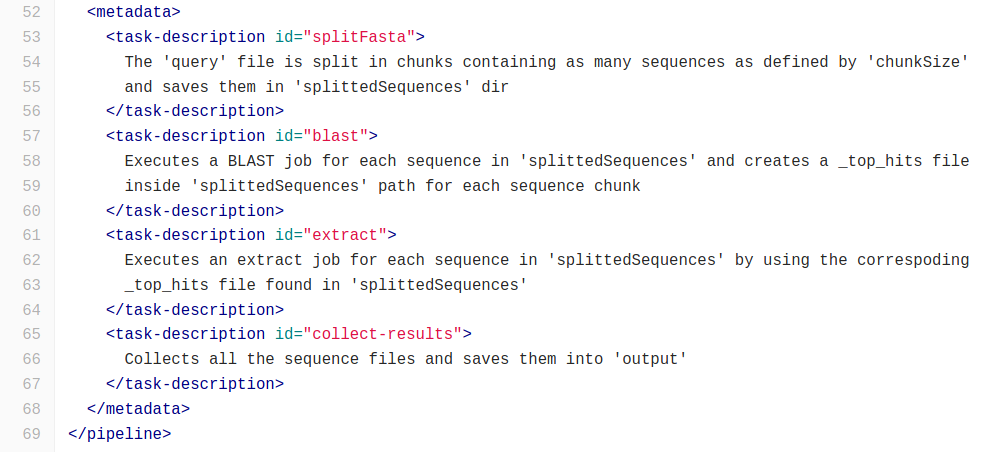 52 <metadata>
53 <task-description id="splitFasta">
54 The 'query' file is split in chunks containing as many sequences as defined by 'chunkSize'
55 and saves them in 'splittedSequences' dir
56 </task-description>
57 <task-description id="blast">
58 Executes a BLAST job for each sequence in 'splittedSequences' and creates a _top_hits file
59 inside 'splittedSequences' path for each sequence chunk
60 </task-description>
61 <task-description id="extract">
62 Executes an extract job for each sequence in 'splittedSequences' by using the correspoding
63 _top_hits file found in 'splittedSequences'
64 </task-description>
65 <task-description id="collect-results">
66 Collects all the sequence files and saves them into 'output'
67 </task-description>
68 </metadata>
69 </pipeline>